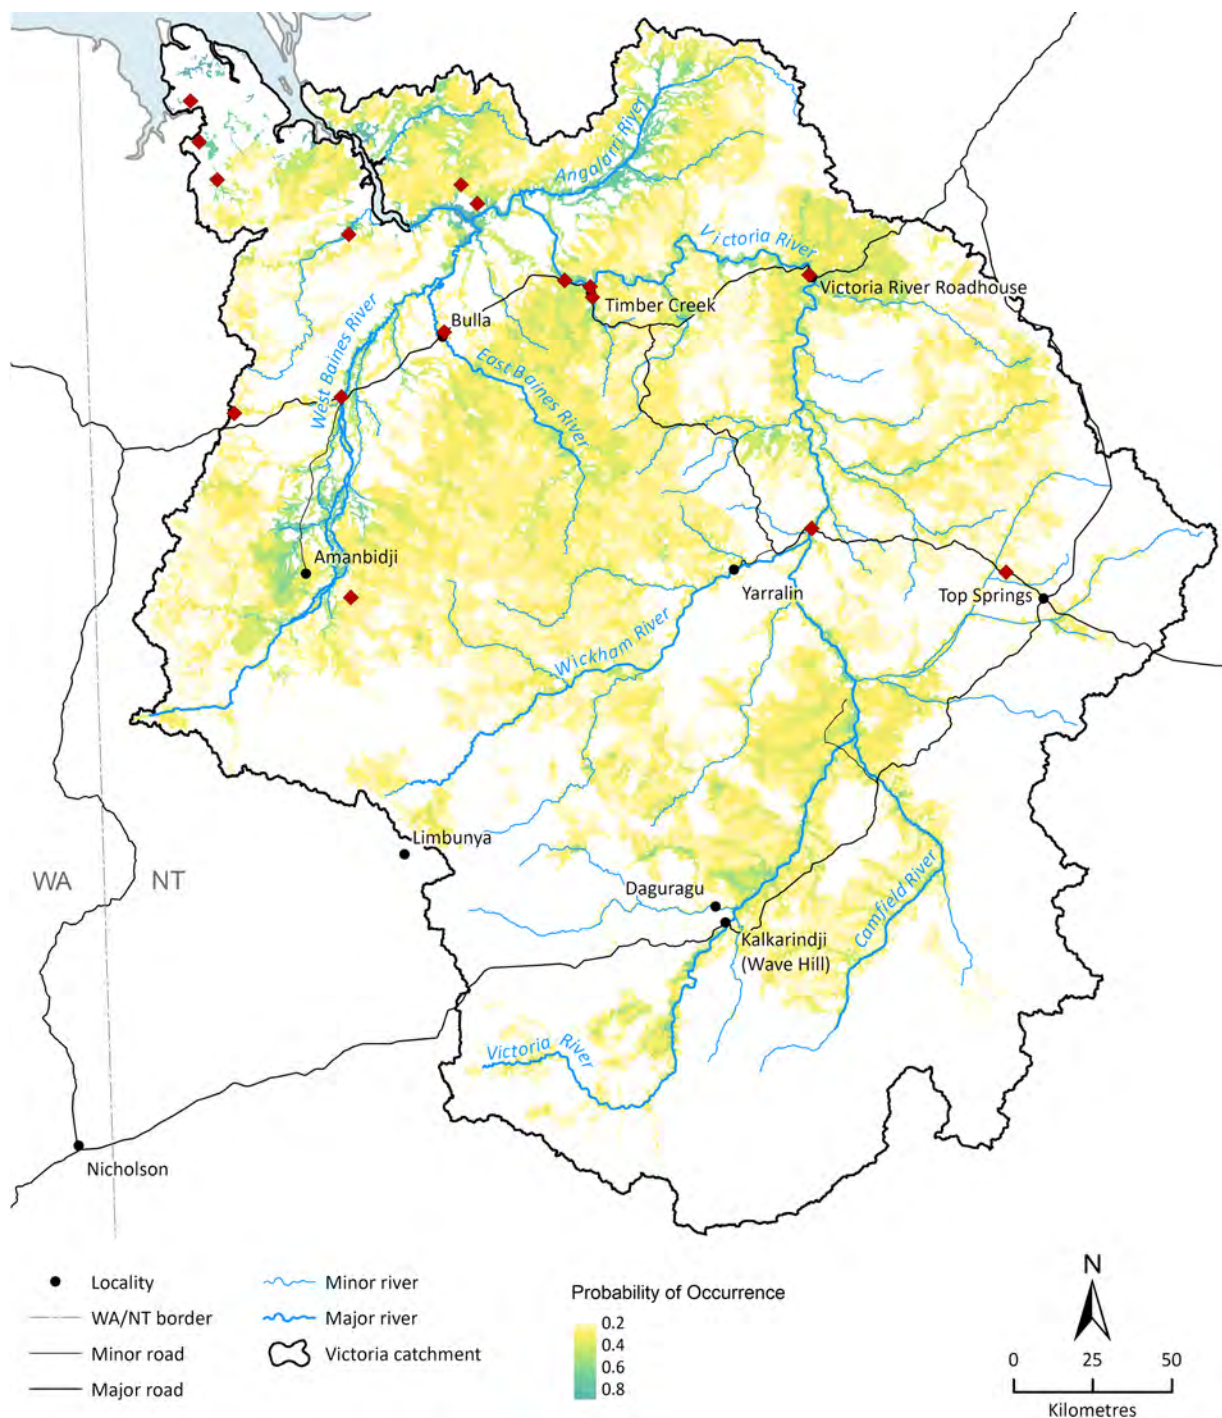 Angalarri River
Victoria River
Victoria River Roadhouse
Timber Creek
Bulla
West Baines River
East Baines River
Amanbidji
Yarralin
Top Springs
Wickham River
Limbunya
WA
NT
Daguragu
Camfield River
Kalkarindji
(Wave Hill)
Victoria River
Nicholson
Locality
WA/NT border
Minor road
Major road
Minor river
Major river
Victoria catchment
Probability of Occurrence
0.2
0.4
0.6
0.8
N
0 25 50
Kilometres